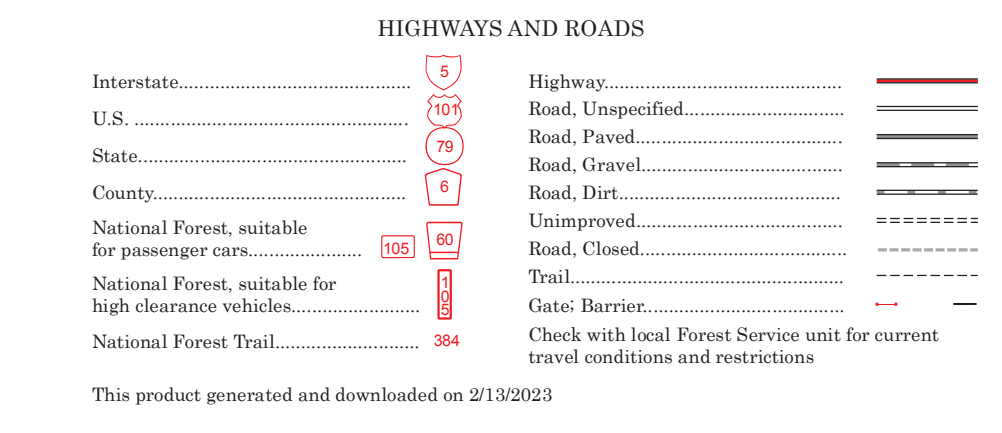 HIGHWAYS AND ROADS
Interstate............................................. 5
U.S. ..................................................... 101
State.................................................... 79
County................................................. 6
National Forest, suitable
for passenger cars...................... 105 60
National Forest, suitable for
high clearance vehicles......................... 105
National Forest Trail............................ 384
Highway..............................................
Road, Unspecified...............................
Road, Paved........................................
Road, Gravel.......................................
Road, Dirt...........................................
Unimproved........................................
Road, Closed........................................
Trail.....................................................
Gate; Barrier.......................................
Check with local Forest Service unit for current
travel conditions and restrictions
This product generated and downloaded on 2/13/2023